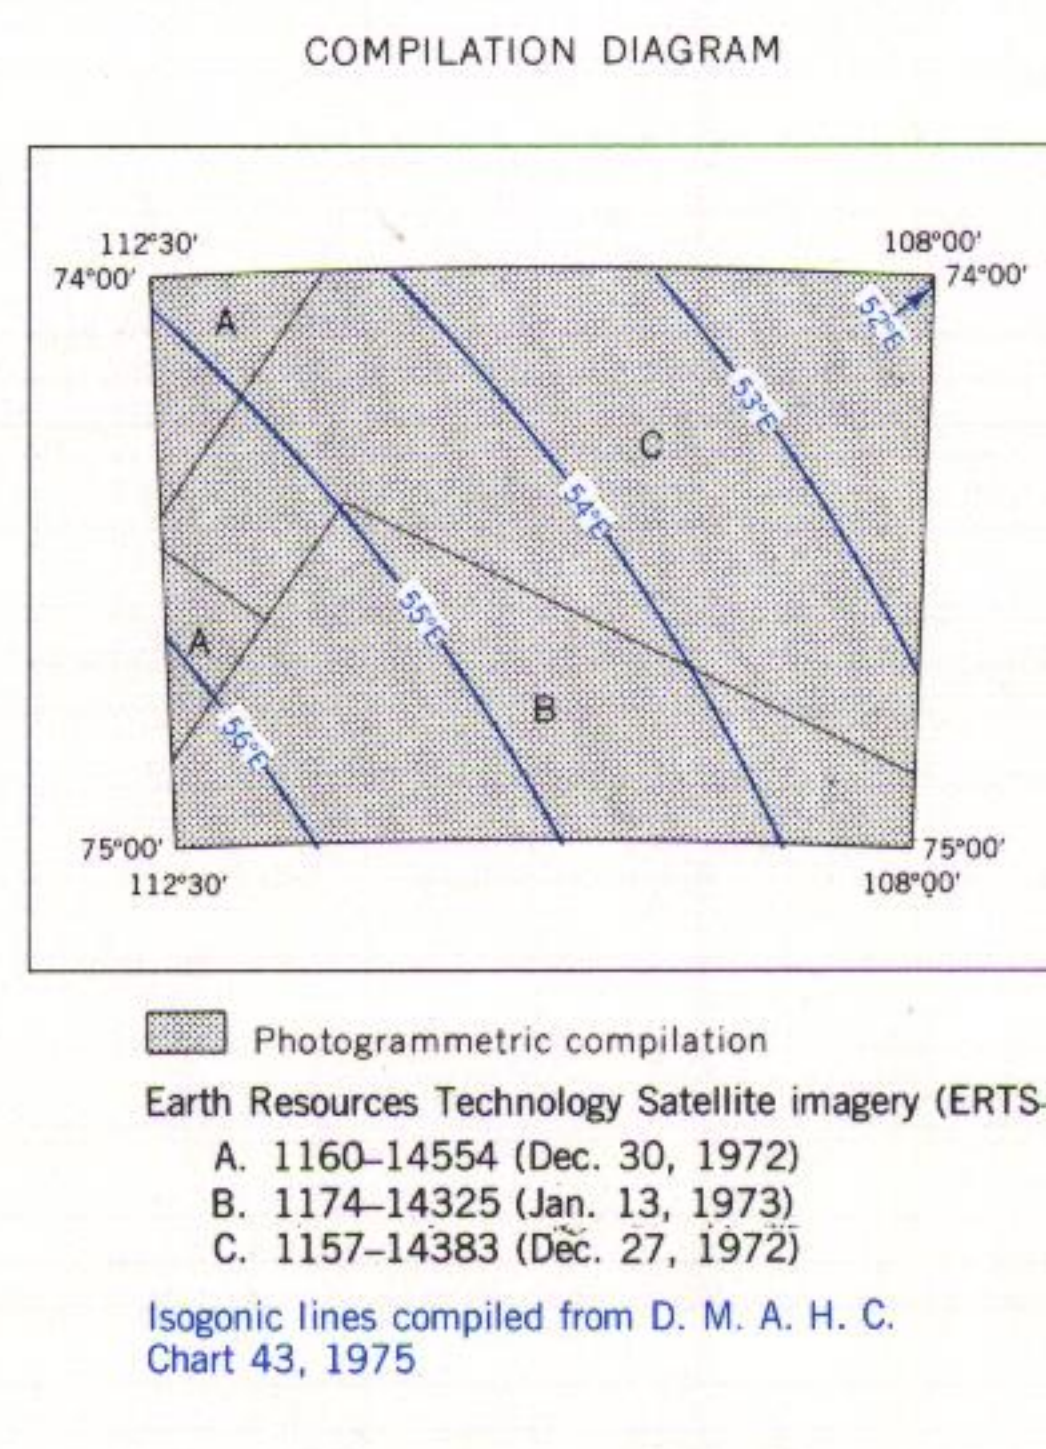 COMPILATION DIAGRAM
112°30' 108°00'
74°00' 74°00'
A
52°E
53°E
C
54°E
55°E
A
B
56°E
75°00' 75°00'
112°30' 108°00'
Photogrammetric compilation
Earth Resources Technology Satellite imagery (ERTS-
A. 1160–14554 (Dec. 30, 1972)
B. 1174–14325 (Jan. 13, 1973)
C. 1157–14383 (Dec. 27, 1972)
Isogonic lines compiled from D. M. A. H. C.
Chart 43, 1975